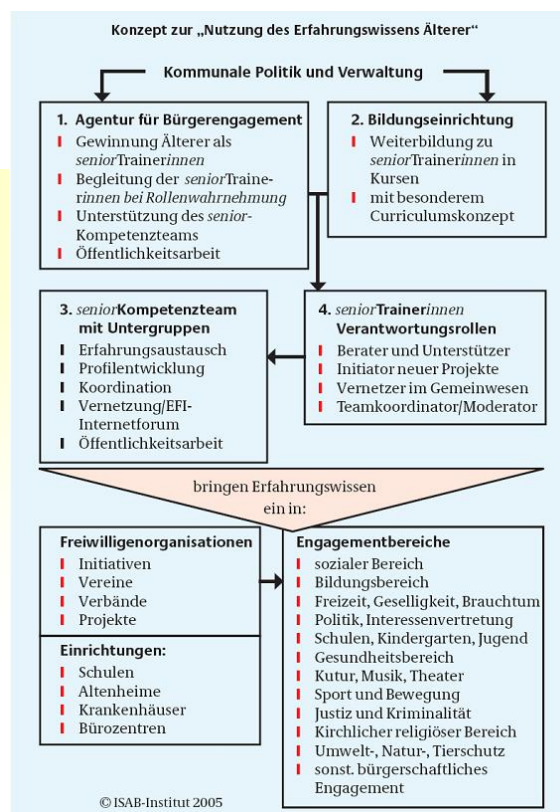 Konzept zur „Nutzung des Erfahrungswissens Älterer“
Kommunale Politik und Verwaltung
1. Agentur für Bürgerengagement
Gewinnung Älterer als
seniorTrainerinnen
Begleitung der seniorTraine-
rinnen bei Rollenwahrnehmung
Unterstützung des senior-
Kompetenzteams
Öffentlichkeitsarbeit
2. Bildungseinrichtung
Weiterbildung zu
seniorTrainerinnen in
Kursen
mit besonderem
Curriculumskonzept
3. seniorKompetenzteam
mit Untergruppen
Erfahrungsaustausch
Profilentwicklung
Koordination
Vernetzung/EFI-
Internetforum
Öffentlichkeitsarbeit
4. seniorTrainerinnen
Verantwortungsrollen
Berater und Unterstützer
Initiator neuer Projekte
Vernetzer im Gemeinwesen
Teamkoordinator/Moderator
bringen Erfahrungswissen
ein in:
Freiwilligenorganisationen
Initiativen
Vereine
Verbände
Projekte
Einrichtungen:
Schulen
Altenheime
Krankenhäuser
Bürozentren
Engagementbereiche
sozialer Bereich
Bildungsbereich
Freizeit, Geselligkeit, Brauchtum
Politik, Interessenvertretung
Schulen, Kindergarten, Jugend
Gesundheitsbereich
Kutur, Musik, Theater
Sport und Bewegung
Justiz und Kriminalität
Kirchlicher religiöser Bereich
Umwelt-, Natur-, Tierschutz
sonst. bürgerschaftliches
Engagement
© ISAB-Institut 2005